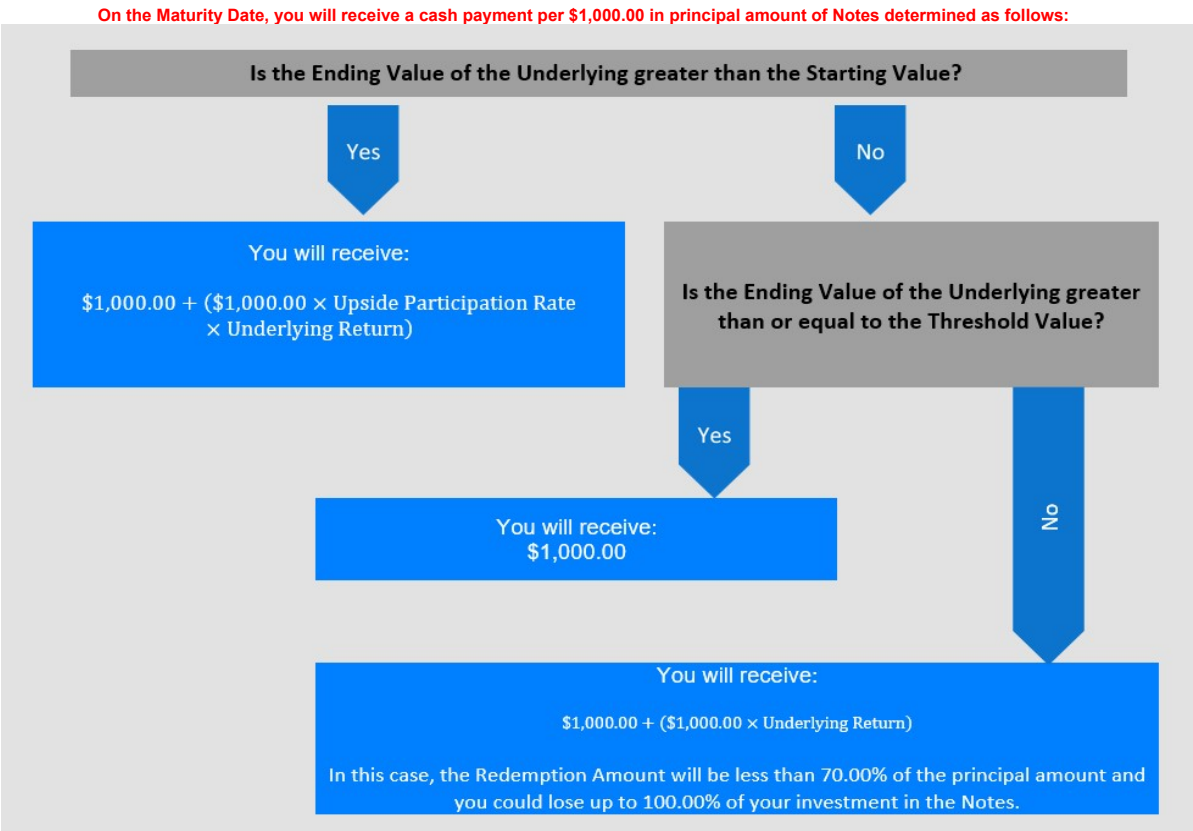 On the Maturity Date, you will receive a cash payment per $1,000.00 in principal amount of Notes determined as follows:
Is the Ending Value of the Underlying greater than the Starting Value?
Yes
No
You will receive:
$1,000.00 + ($1,000.00 × Upside Participation Rate
× Underlying Return)
Is the Ending Value of the Underlying greater
than or equal to the Threshold Value?
Yes
No
You will receive:
$1,000.00
You will receive:
$1,000.00 + ($1,000.00 × Underlying Return)
In this case, the Redemption Amount will be less than 70.00% of the principal amount and
you could lose up to 100.00% of your investment in the Notes.